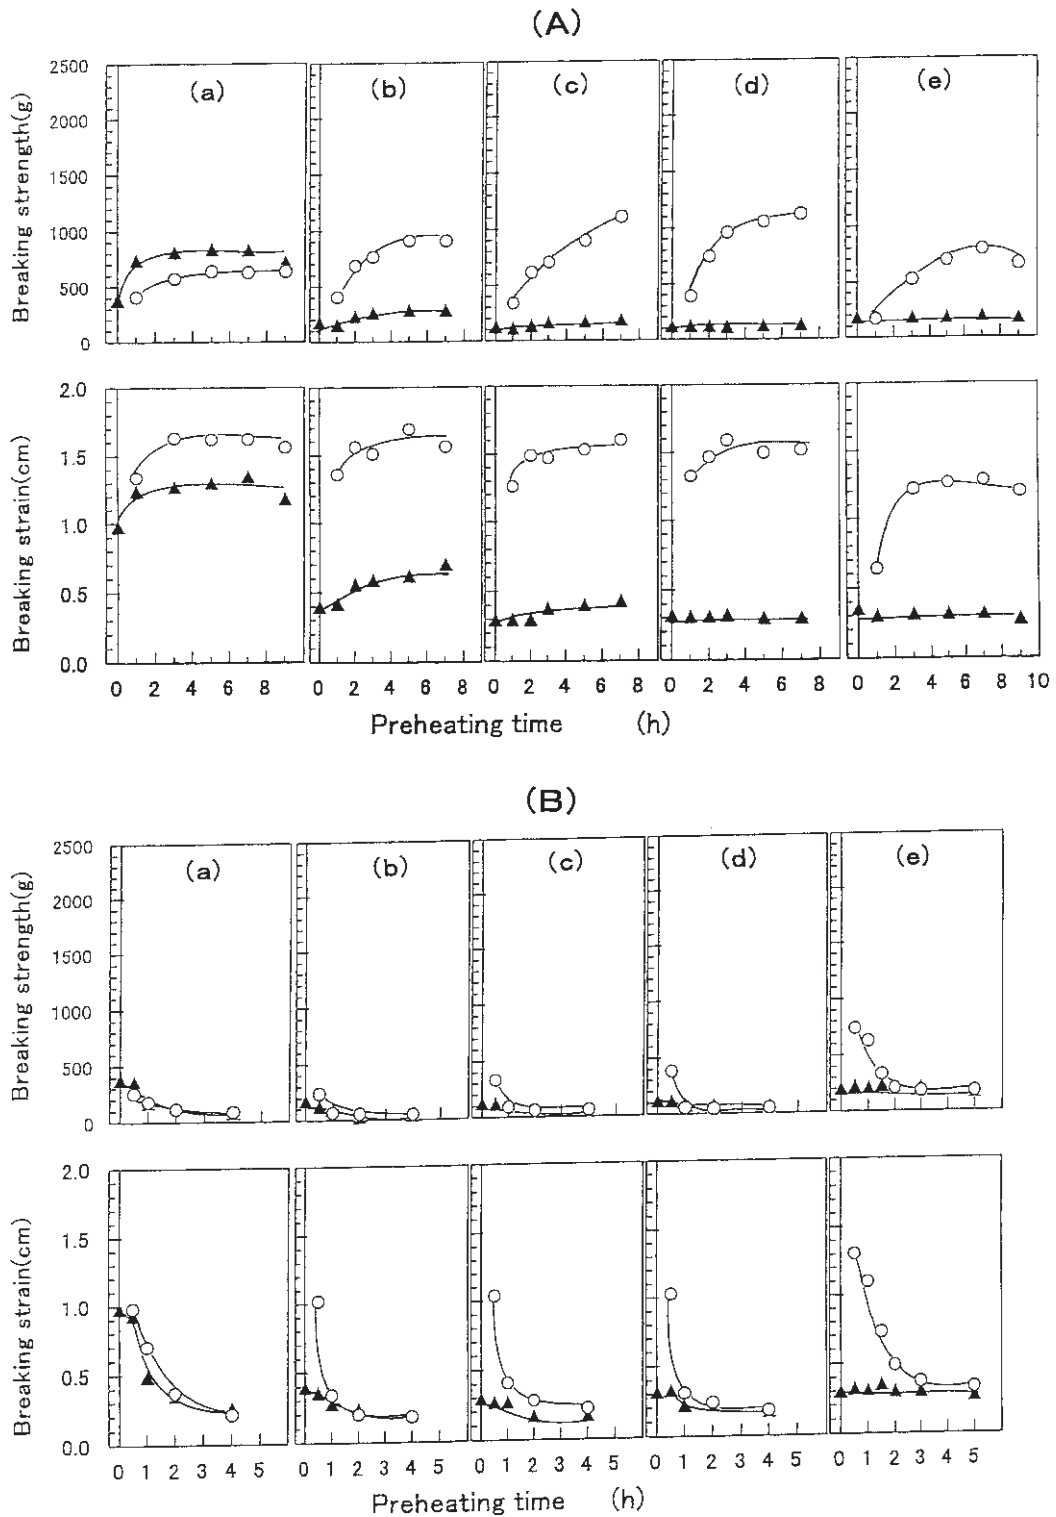 (A)
(a) (b) (c) (d) (e)
Breaking strength(g)
2500
2000
1500
1000
500
0
Breaking strain(cm)
2.0
1.5
1.0
0.5
0.0
0 2 4 6 8 0 2 4 6 8 0 2 4 6 8 0 2 4 6 8 0 2 4 6 8 10
Preheating time (h)
(B)
(a) (b) (c) (d) (e)
Breaking strength(g)
2500
2000
1500
1000
500
0
Breaking strain(cm)
2.0
1.5
1.0
0.5
0.0
0 1 2 3 4 5 0 1 2 3 4 5 0 1 2 3 4 5 0 1 2 3 4 5 0 1 2 3 4 5
Preheating time (h)